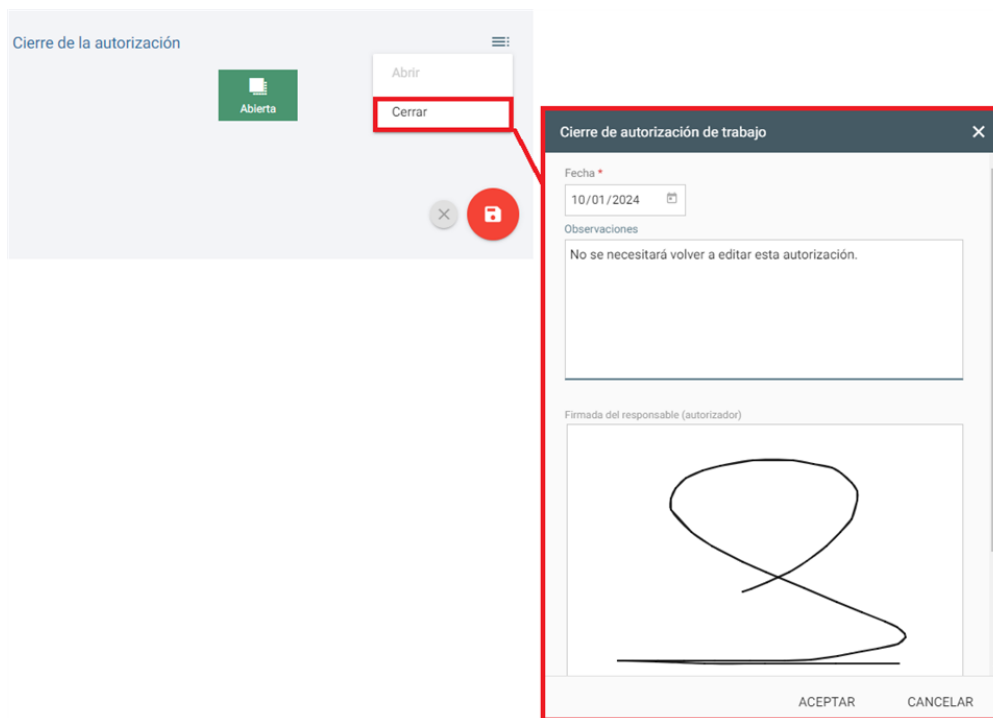 Cierre de la autorización
Abrir
Abierta
Cerrar
Cierre de autorización de trabajo
Fecha *
10/01/2024
Observaciones
No se necesitará volver a editar esta autorización.
Firmada del responsable (autorizador)
ACEPTAR CANCELAR